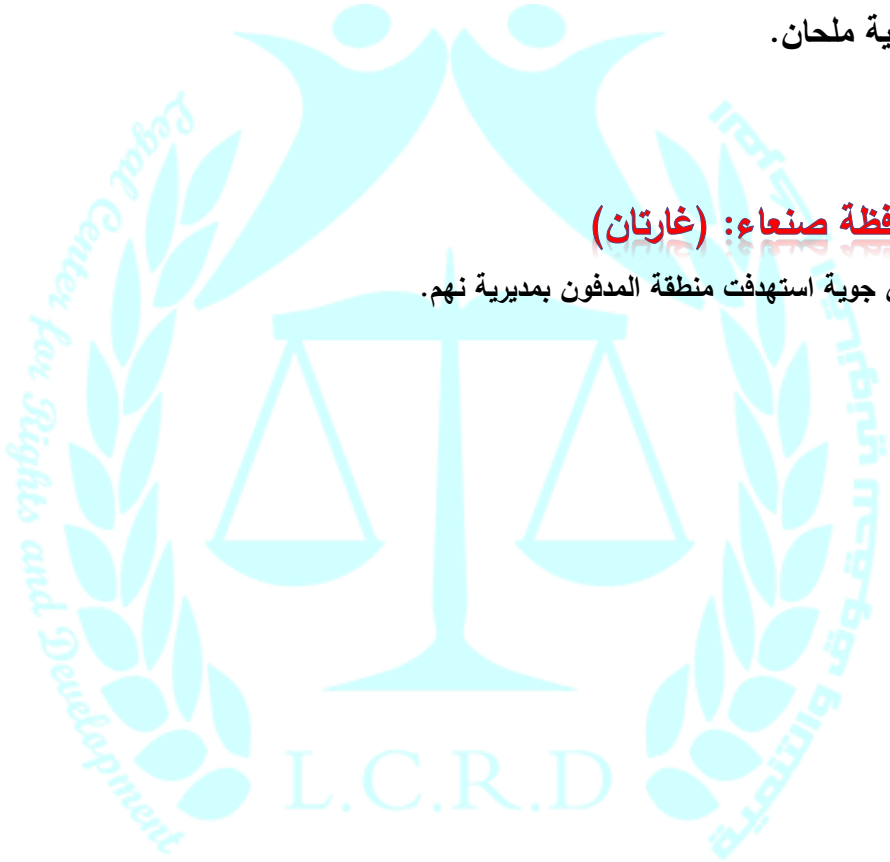 ية ملحان.
فظة صنعاء: (غارتان)
جوية استهدفت منطقة المدفون بمديرية نهم.
Legal Center for Rights and Development
L.C.R.D